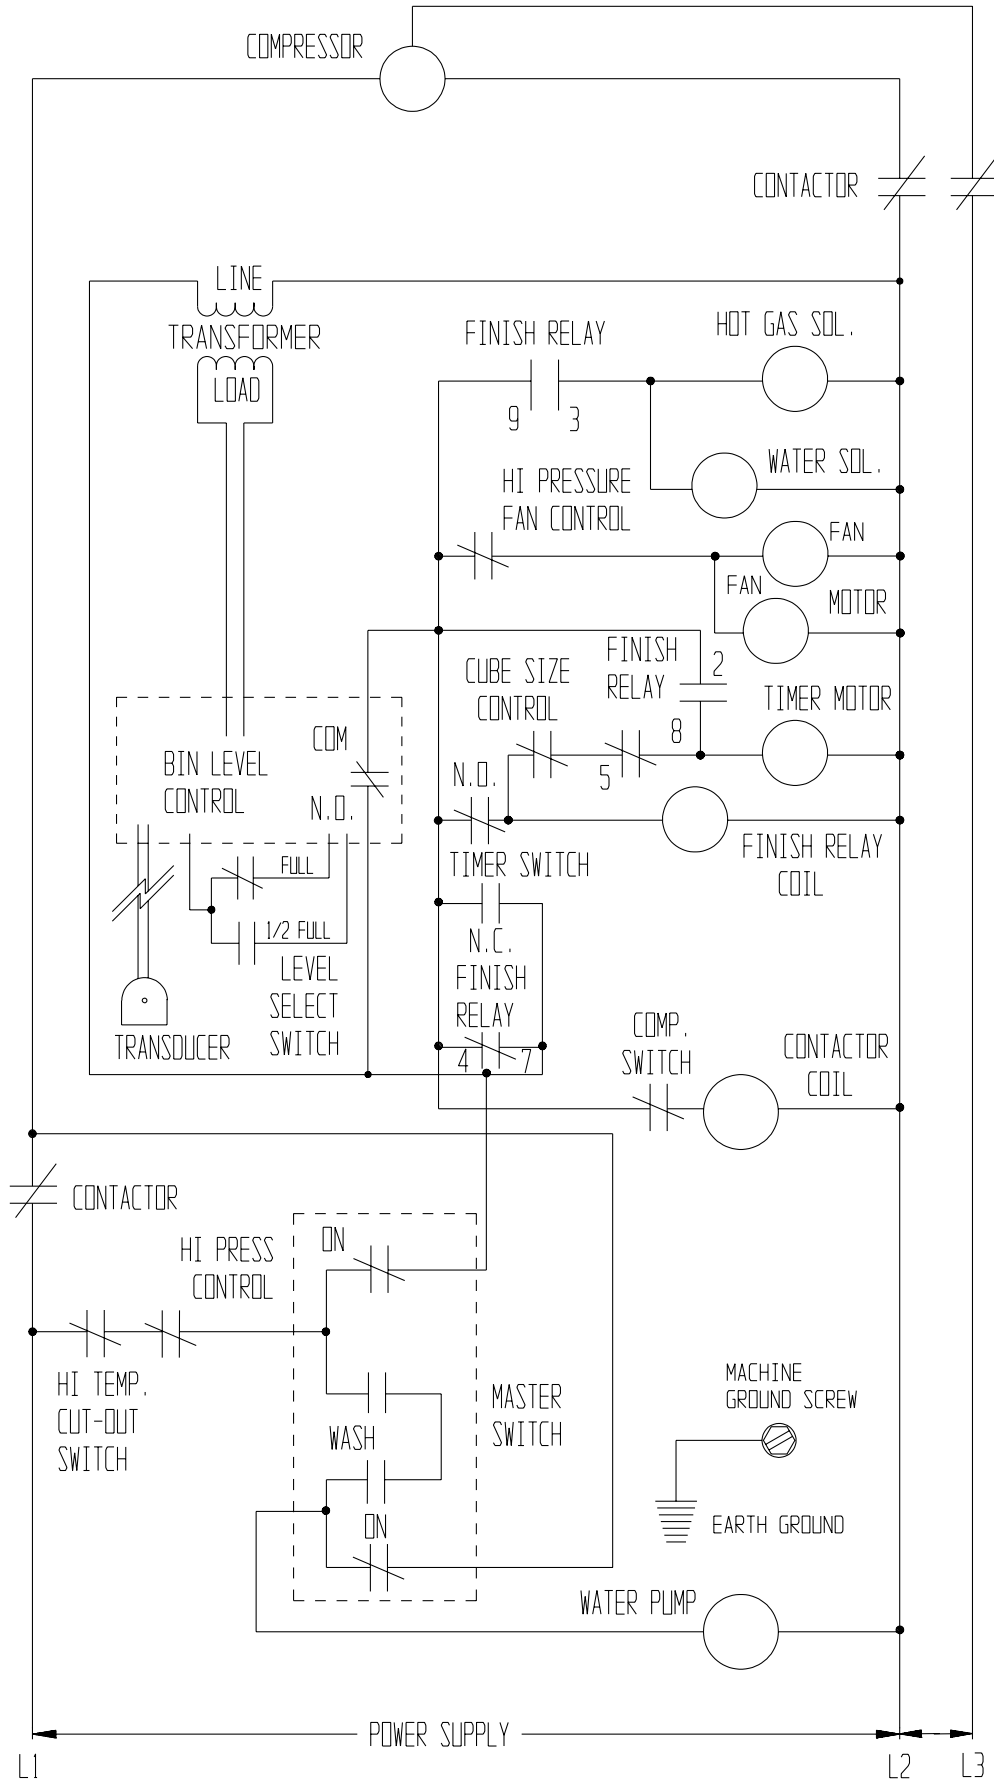 COMPRESSOR
CONTACTOR
LINE
TRANSFORMER
LOAD
FINISH RELAY
9
3
HOT GAS SOL.
WATER SOL.
HI PRESSURE
FAN CONTROL
FAN
FAN
MOTOR
FINISH
RELAY
2
8
CUBE SIZE
CONTROL
TIMER MOTOR
5
COM
BIN LEVEL
CONTROL
N.O.
N.O.
TIMER SWITCH
FINISH RELAY
COIL
FULL
1/2 FULL
LEVEL
SELECT
SWITCH
N.C.
FINISH
RELAY
4
7
TRANSDUCER
COMP.
SWITCH
CONTACTOR
COIL
CONTACTOR
HI PRESS
CONTROL
ON
HI TEMP.
CUT-OUT
SWITCH
WASH
MASTER
SWITCH
ON
MACHINE
GROUND SCREW
EARTH GROUND
WATER PUMP
POWER SUPPLY
L1
L2
L3